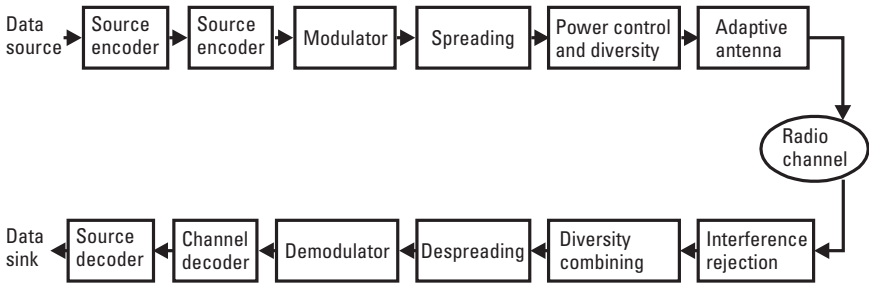 Data
source
Source
encoder
Source
encoder
Modulator
Spreading
Power control
and diversity
Adaptive
antenna
Radio
channel
Data
sink
Source
decoder
Channel
decoder
Demodulator
Despreading
Diversity
combining
Interference
rejection